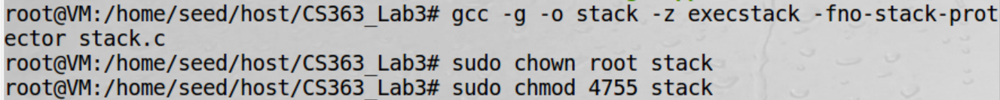 root@VM:/home/seed/host/CS363_Lab3# gcc -g -o stack -z execstack -fno-stack-prot
ector stack.c
root@VM:/home/seed/host/CS363_Lab3# sudo chown root stack
root@VM:/home/seed/host/CS363_Lab3# sudo chmod 4755 stack